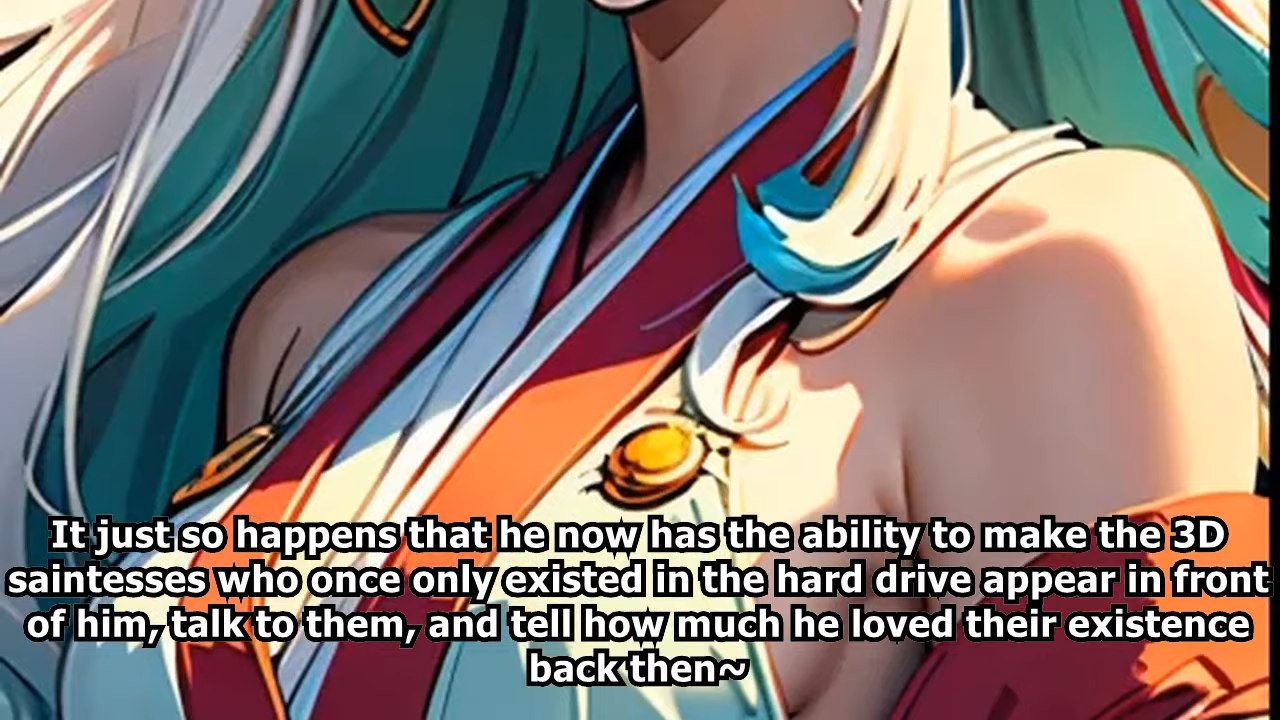 It just so happens that he now has the ability to make the 3D
saintesses who once only existed in the hard drive appear in front
of him, talk to them, and tell how much he loved their existence
back then~